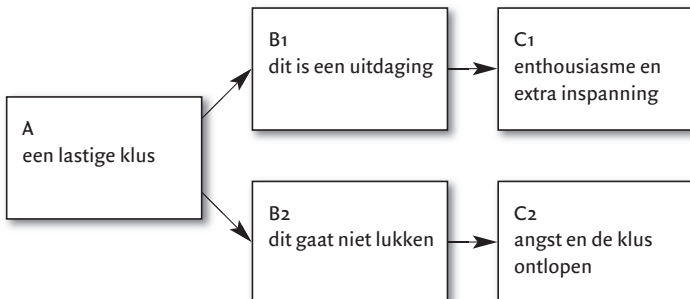 A
een lastige klus
B1
dit is een uitdaging
C1
enthousiasme en
extra inspanning
B2
dit gaat niet lukken
C2
angst en de klus
ontlopen